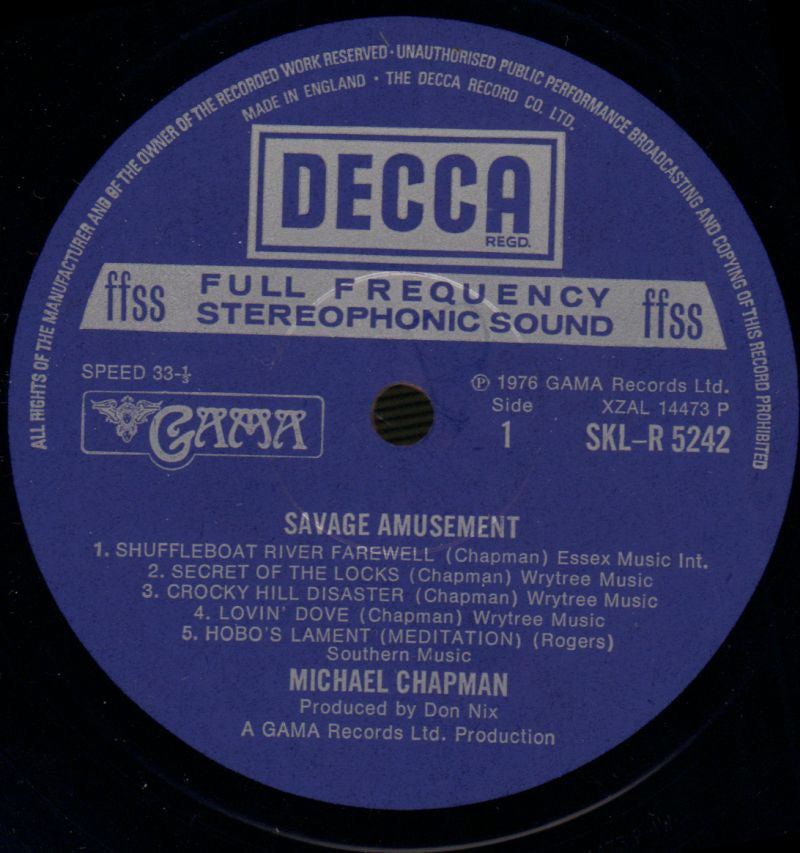 ALL RIGHTS OF THE MANUFACTURER AND OF THE OWNER OF THE RECORDED WORK RESERVED · UNAUTHORISED PUBLIC PERFORMANCE BROADCASTING AND COPYING OF THIS RECORD PROHIBITED
MADE IN ENGLAND · THE DECCA RECORD CO. LTD.
DECCA
REGD.
ffss FULL FREQUENCY ffss
STEREOPHONIC SOUND
SPEED 33-⅓
℗ 1976 GAMA Records Ltd.
Side XZAL 14473 P
GAMA 1 SKL–R 5242
SAVAGE AMUSEMENT
1. SHUFFLEBOAT RIVER FAREWELL (Chapman) Essex Music Int.
2. SECRET OF THE LOCKS (Chapman) Wrytree Music
3. CROCKY HILL DISASTER (Chapman) Wrytree Music
4. LOVIN' DOVE (Chapman) Wrytree Music
5. HOBO'S LAMENT (MEDITATION) (Rogers)
Southern Music
MICHAEL CHAPMAN
Produced by Don Nix
A GAMA Records Ltd. Production